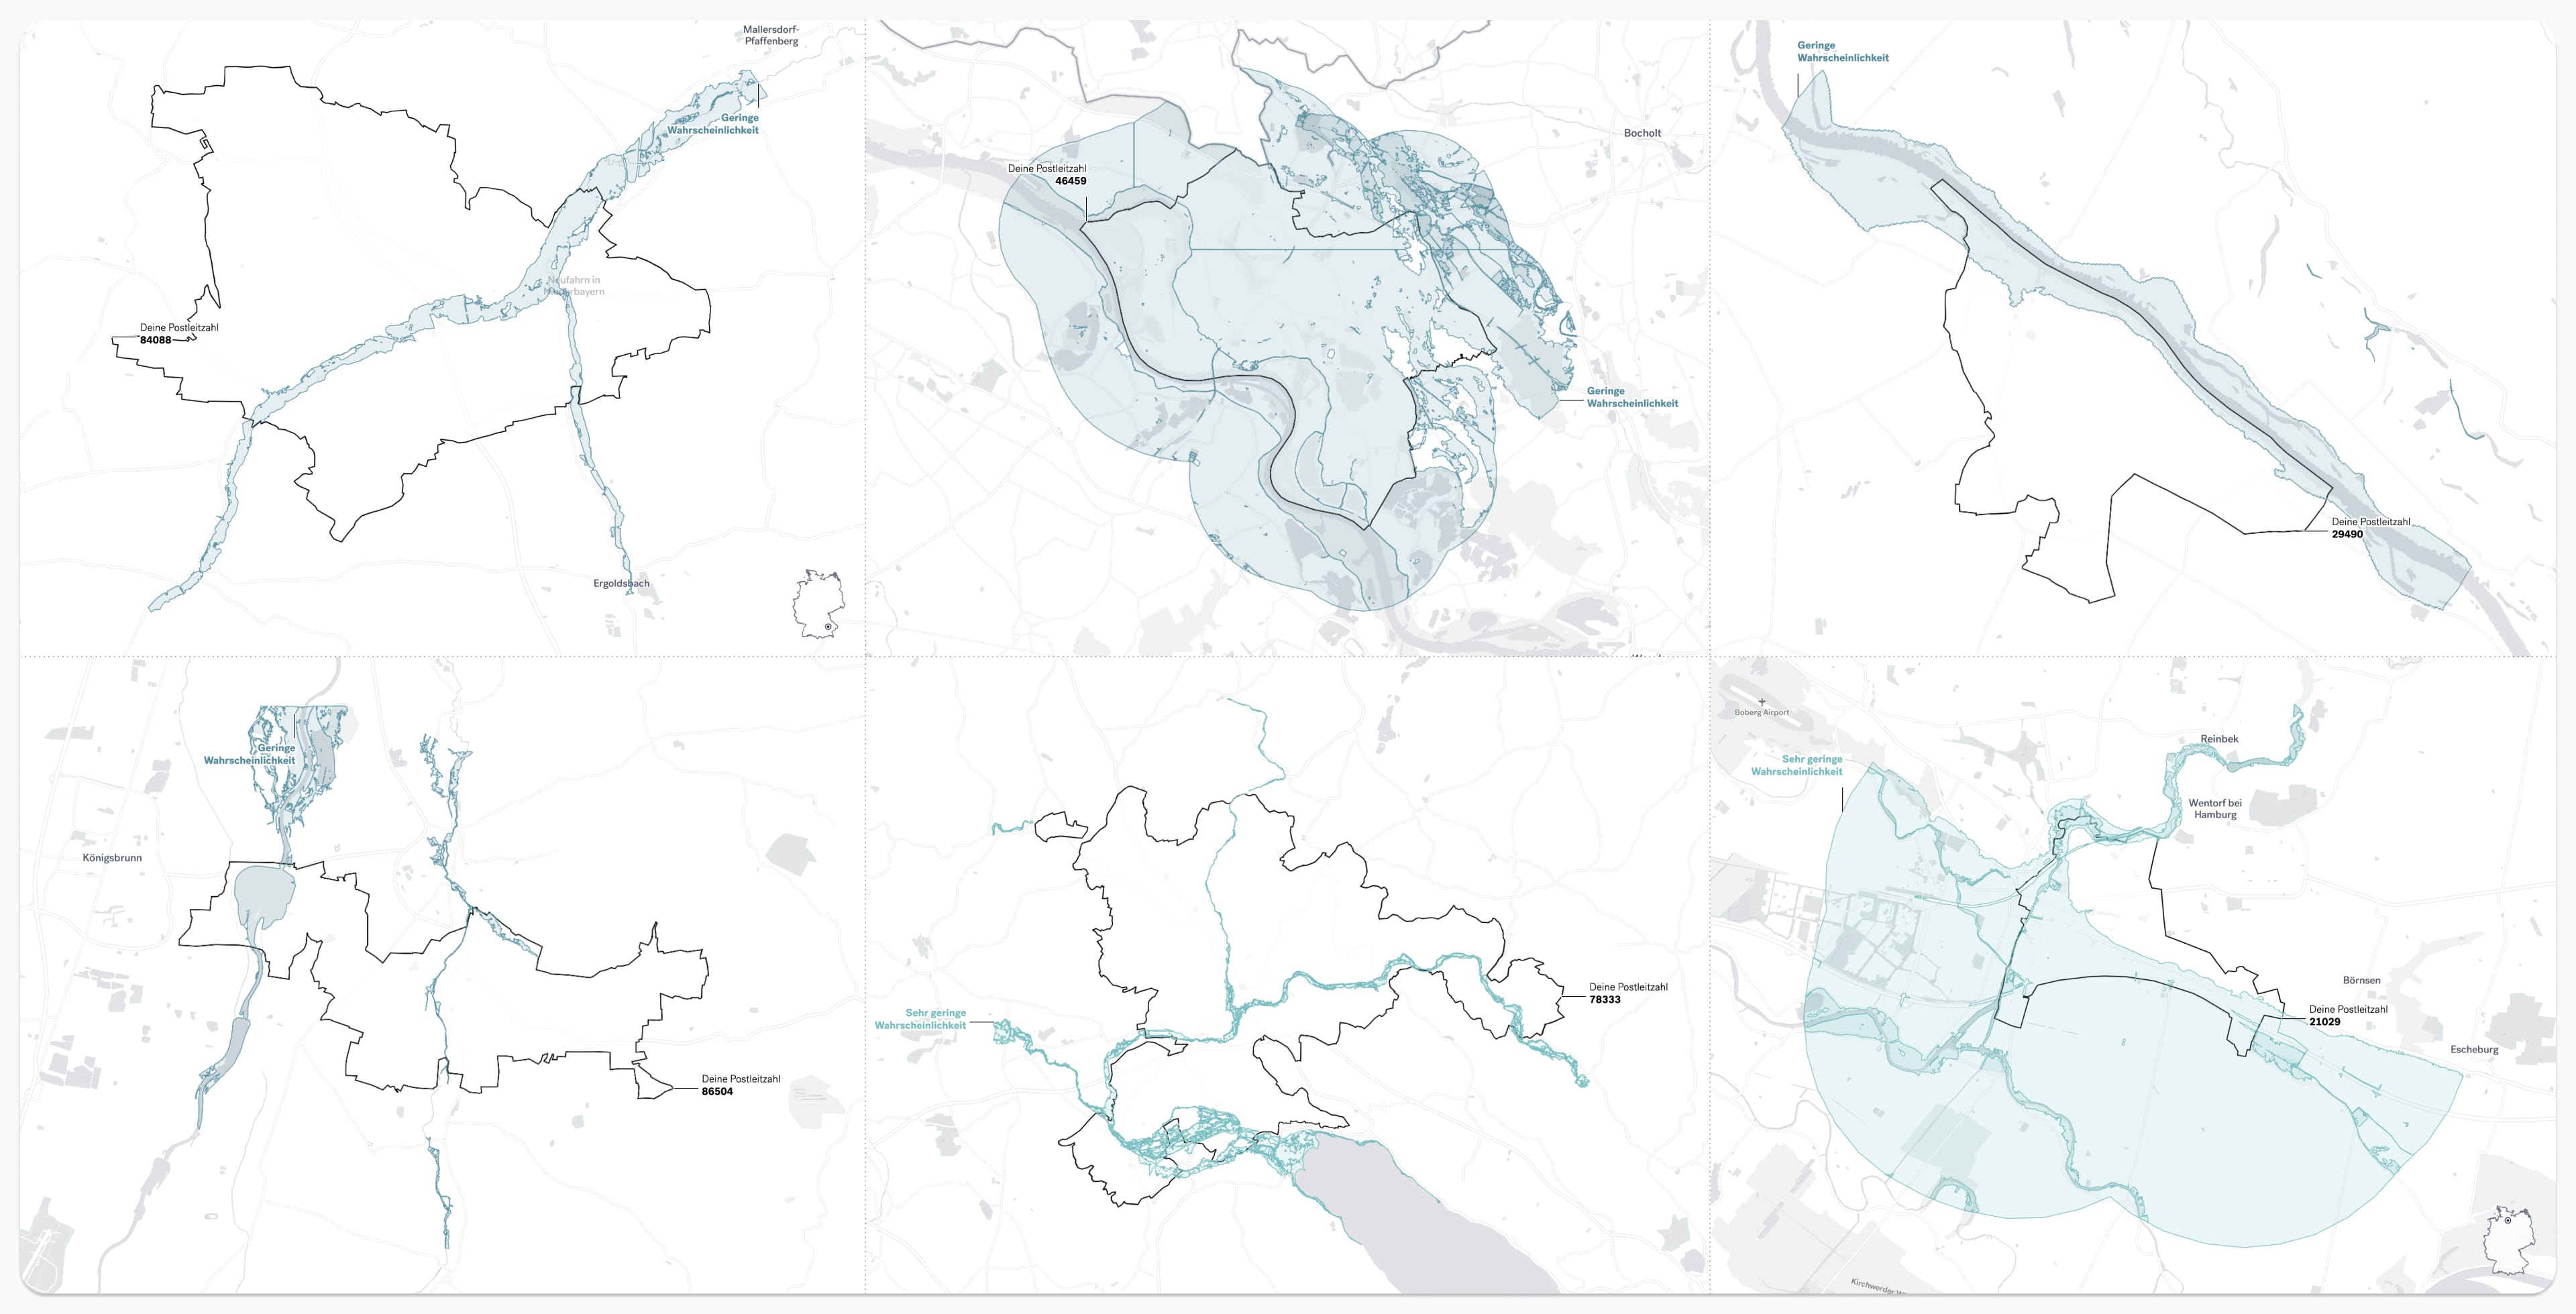 Mallersdorf-
Pfaffenberg
Geringe
Wahrscheinlichkeit
Neufahrn in
Niederbayern
Deine Postleitzahl
84088
Ergoldsbach
Deine Postleitzahl
46459
Bocholt
Geringe
Wahrscheinlichkeit
Geringe
Wahrscheinlichkeit
Deine Postleitzahl
29490
Geringe
Wahrscheinlichkeit
Königsbrunn
Deine Postleitzahl
86504
Deine Postleitzahl
78333
Sehr geringe
Wahrscheinlichkeit
Boberg Airport
Reinbek
Sehr geringe
Wahrscheinlichkeit
Wentorf bei
Hamburg
Börnsen
Deine Postleitzahl
21029
Escheburg
Kirchwerder